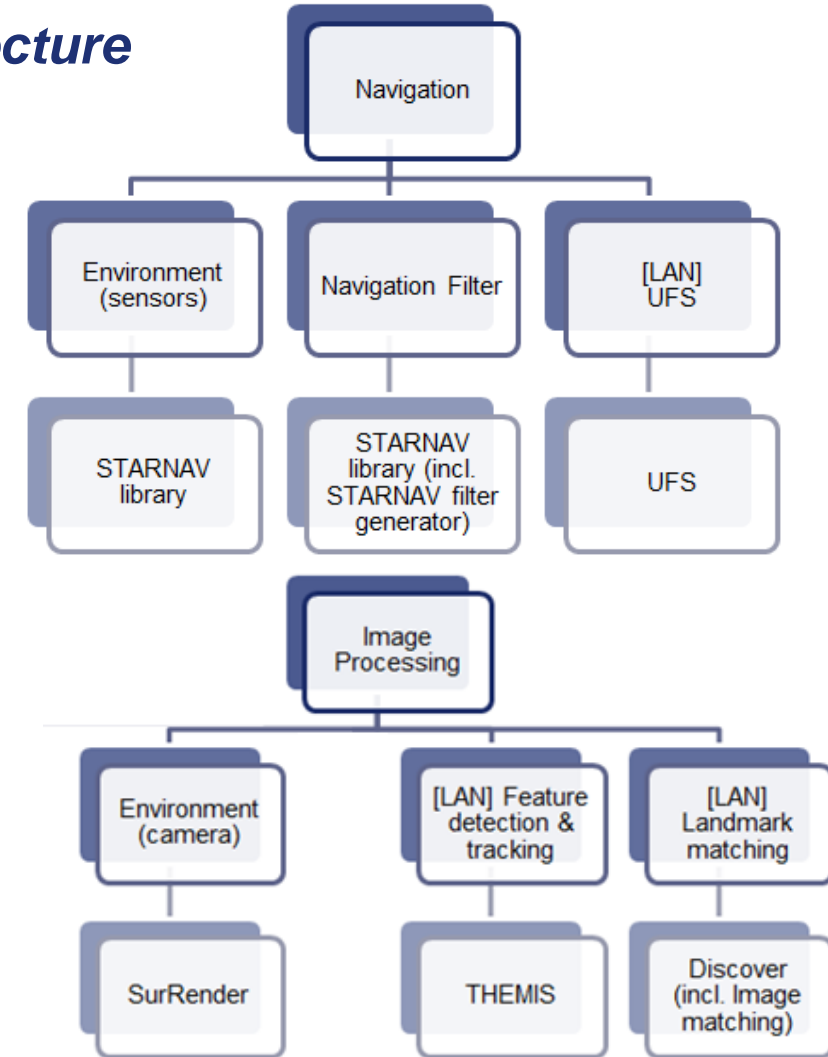 ecture
Navigation
Environment
(sensors)
Navigation Filter
[LAN]
UFS
STARNAV
library
STARNAV
library (incl.
STARNAV filter
generator)
UFS
Image
Processing
Environment
(camera)
[LAN] Feature
detection &
tracking
[LAN]
Landmark
matching
SurRender
THEMIS
Discover
(incl. Image
matching)